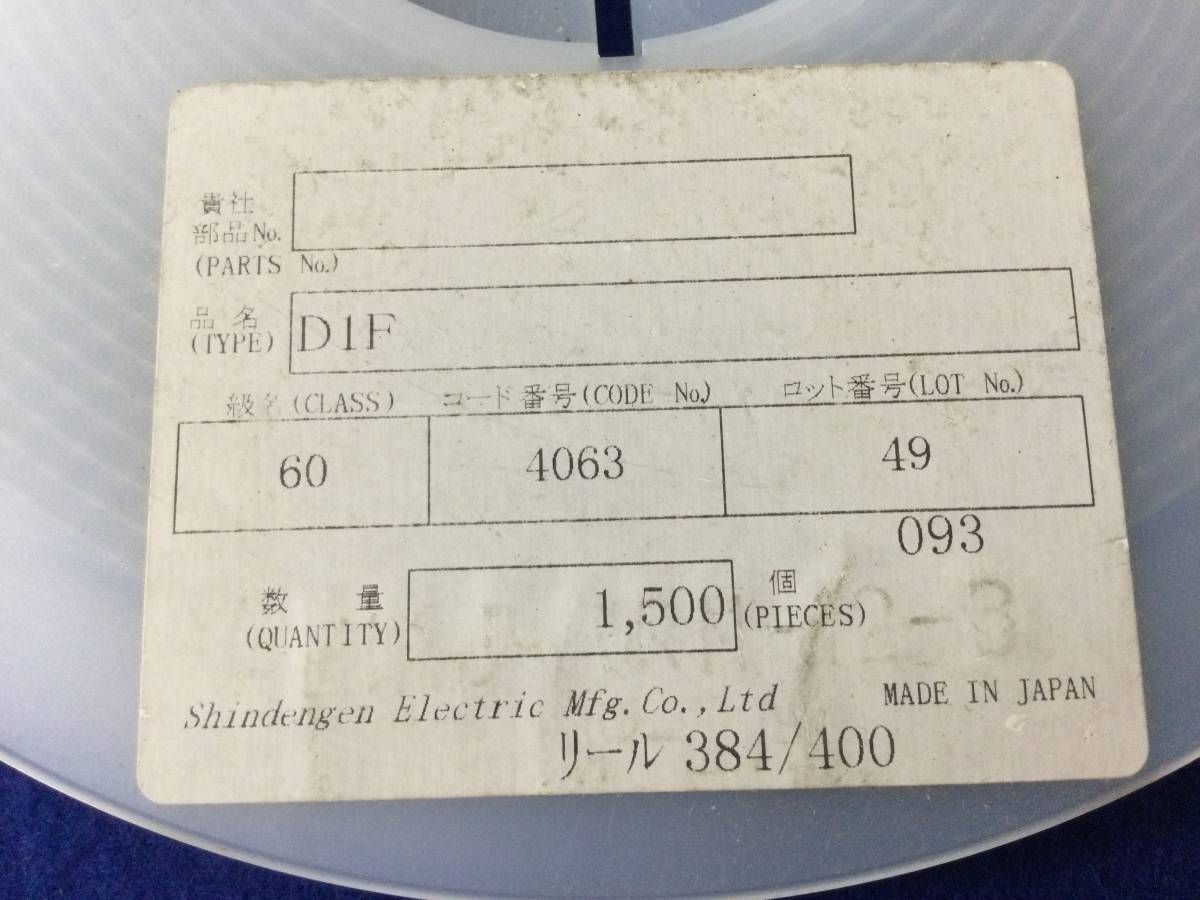 貴社
部品No.
(PARTS No.)
品名
(TYPE)
D1F
級名(CLASS) コード番号(CODE No.) ロット番号(LOT No.)
60 4063 49
093
数量
(QUANTITY)
1,500
個
(PIECES)
Shindengen Electric Mfg.Co.,Ltd MADE IN JAPAN
リール 384/400